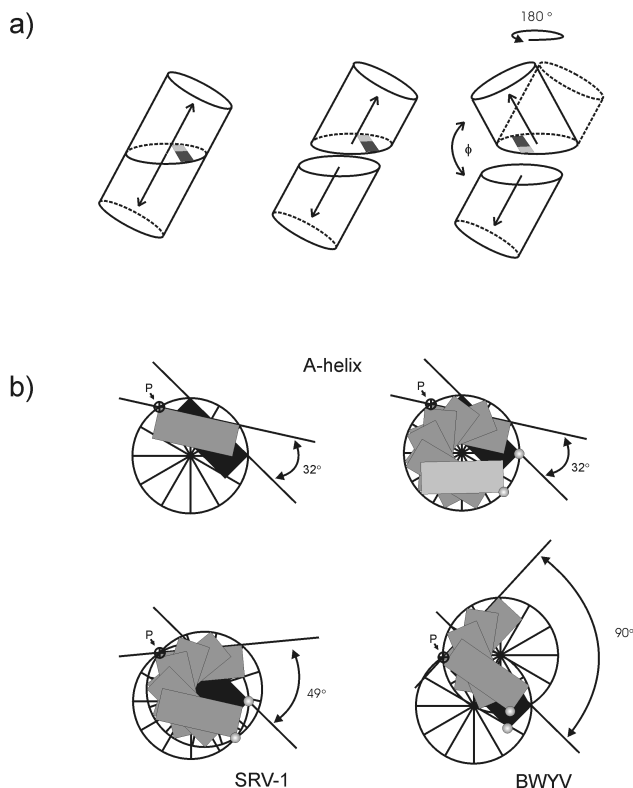 a)
180 °
ϕ
b)
A-helix
P
32°
P
32°
P
49°
SRV-1
P
90°
BWYV